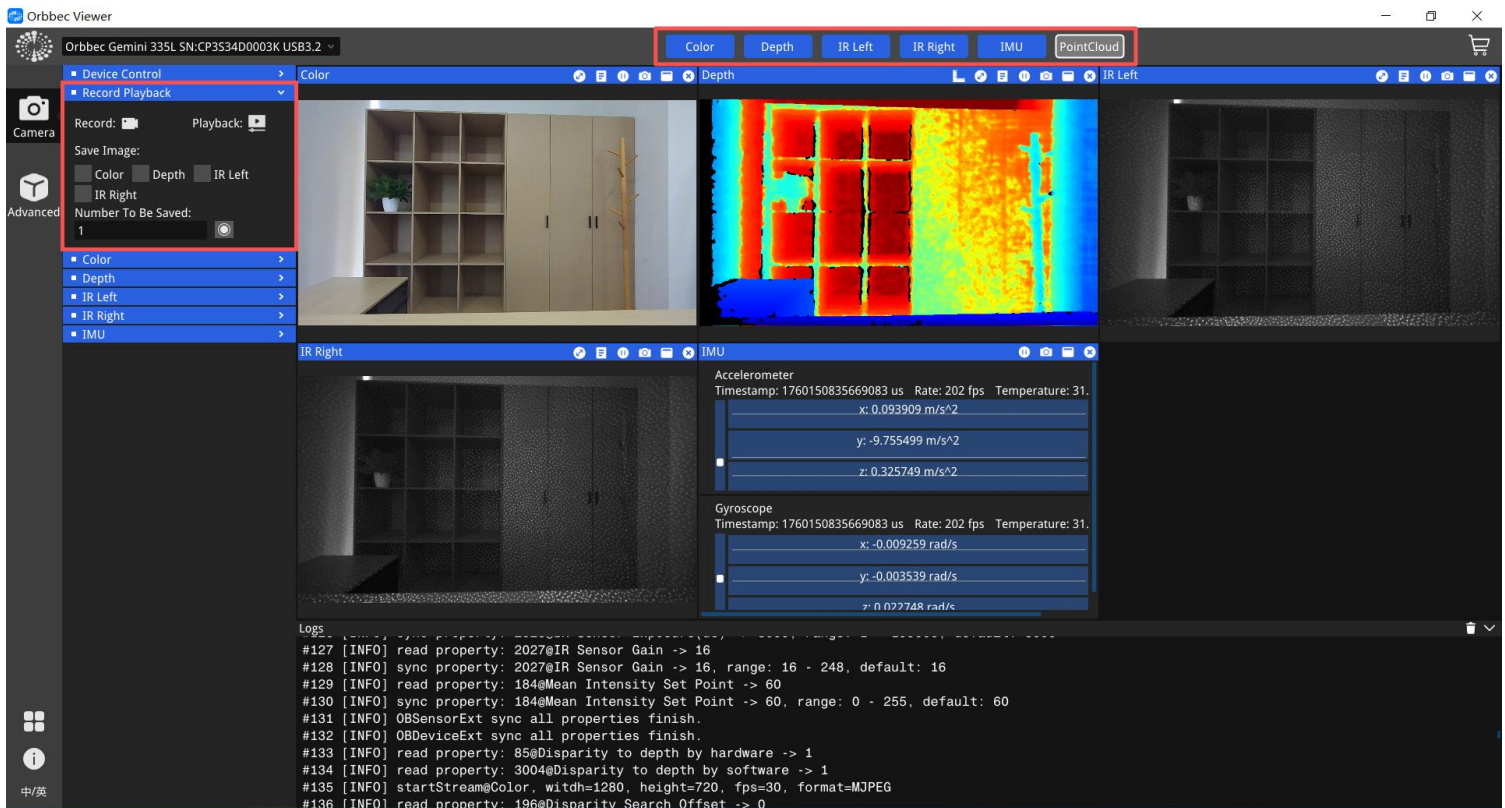 Orbbec Viewer
Orbbec Gemini 335L SN:CP3S34D0003K USB3.2
Color
Depth
IR Left
IR Right
IMU
PointCloud
Camera
Advanced
中/英
Device Control
Record Playback
Record:
Playback:
Save Image:
Color
Depth
IR Left
IR Right
Number To Be Saved:
1
Color
Depth
IR Left
IR Right
IMU
Color
Depth
IR Left
IR Right
IMU
Accelerometer
Timestamp: 1760150835669083 us Rate: 202 fps Temperature: 31.
x: 0.093909 m/s^2
y: -9.755499 m/s^2
z: 0.325749 m/s^2
Gyroscope
Timestamp: 1760150835669083 us Rate: 202 fps Temperature: 31.
x: -0.009259 rad/s
y: -0.003539 rad/s
z: 0.022748 rad/s
Logs
#127 [INFO] read property: 2027@IR Sensor Gain -> 16
#128 [INFO] sync property: 2027@IR Sensor Gain -> 16, range: 16 - 248, default: 16
#129 [INFO] read property: 184@Mean Intensity Set Point -> 60
#130 [INFO] sync property: 184@Mean Intensity Set Point -> 60, range: 0 - 255, default: 60
#131 [INFO] OBSensorExt sync all properties finish.
#132 [INFO] OBDeviceExt sync all properties finish.
#133 [INFO] read property: 85@Disparity to depth by hardware -> 1
#134 [INFO] read property: 3004@Disparity to depth by software -> 1
#135 [INFO] startStream@Color, witdh=1280, height=720, fps=30, format=MJPEG
#136 [INFO] read property: 196@Disparity Search Offset -> 0